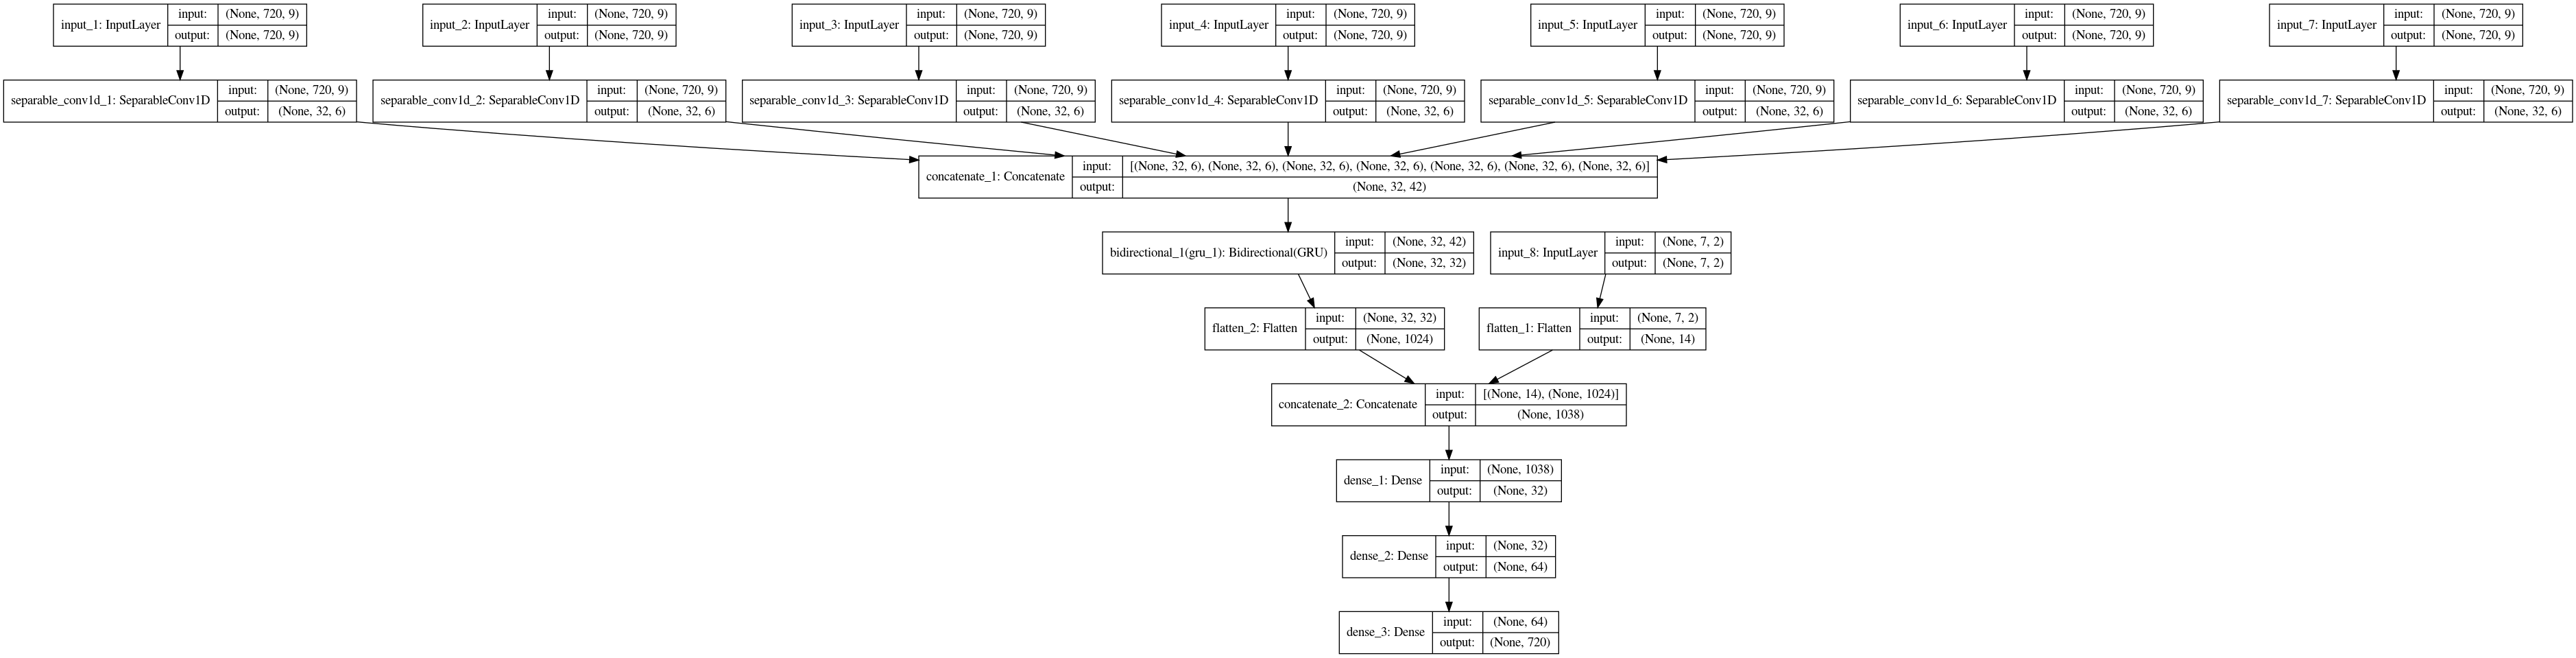 input_1: InputLayer input: (None, 720, 9) output: (None, 720, 9)
input_2: InputLayer input: (None, 720, 9) output: (None, 720, 9)
input_3: InputLayer input: (None, 720, 9) output: (None, 720, 9)
input_4: InputLayer input: (None, 720, 9) output: (None, 720, 9)
input_5: InputLayer input: (None, 720, 9) output: (None, 720, 9)
input_6: InputLayer input: (None, 720, 9) output: (None, 720, 9)
input_7: InputLayer input: (None, 720, 9) output: (None, 720, 9)
separable_conv1d_1: SeparableConv1D input: (None, 720, 9) output: (None, 32, 6)
separable_conv1d_2: SeparableConv1D input: (None, 720, 9) output: (None, 32, 6)
separable_conv1d_3: SeparableConv1D input: (None, 720, 9) output: (None, 32, 6)
separable_conv1d_4: SeparableConv1D input: (None, 720, 9) output: (None, 32, 6)
separable_conv1d_5: SeparableConv1D input: (None, 720, 9) output: (None, 32, 6)
separable_conv1d_6: SeparableConv1D input: (None, 720, 9) output: (None, 32, 6)
separable_conv1d_7: SeparableConv1D input: (None, 720, 9) output: (None, 32, 6)
concatenate_1: Concatenate input: [(None, 32, 6), (None, 32, 6), (None, 32, 6), (None, 32, 6), (None, 32, 6), (None, 32, 6), (None, 32, 6)] output: (None, 32, 42)
bidirectional_1(gru_1): Bidirectional(GRU) input: (None, 32, 42) output: (None, 32, 32)
input_8: InputLayer input: (None, 7, 2) output: (None, 7, 2)
flatten_2: Flatten input: (None, 32, 32) output: (None, 1024)
flatten_1: Flatten input: (None, 7, 2) output: (None, 14)
concatenate_2: Concatenate input: [(None, 14), (None, 1024)] output: (None, 1038)
dense_1: Dense input: (None, 1038) output: (None, 32)
dense_2: Dense input: (None, 32) output: (None, 64)
dense_3: Dense input: (None, 64) output: (None, 720)